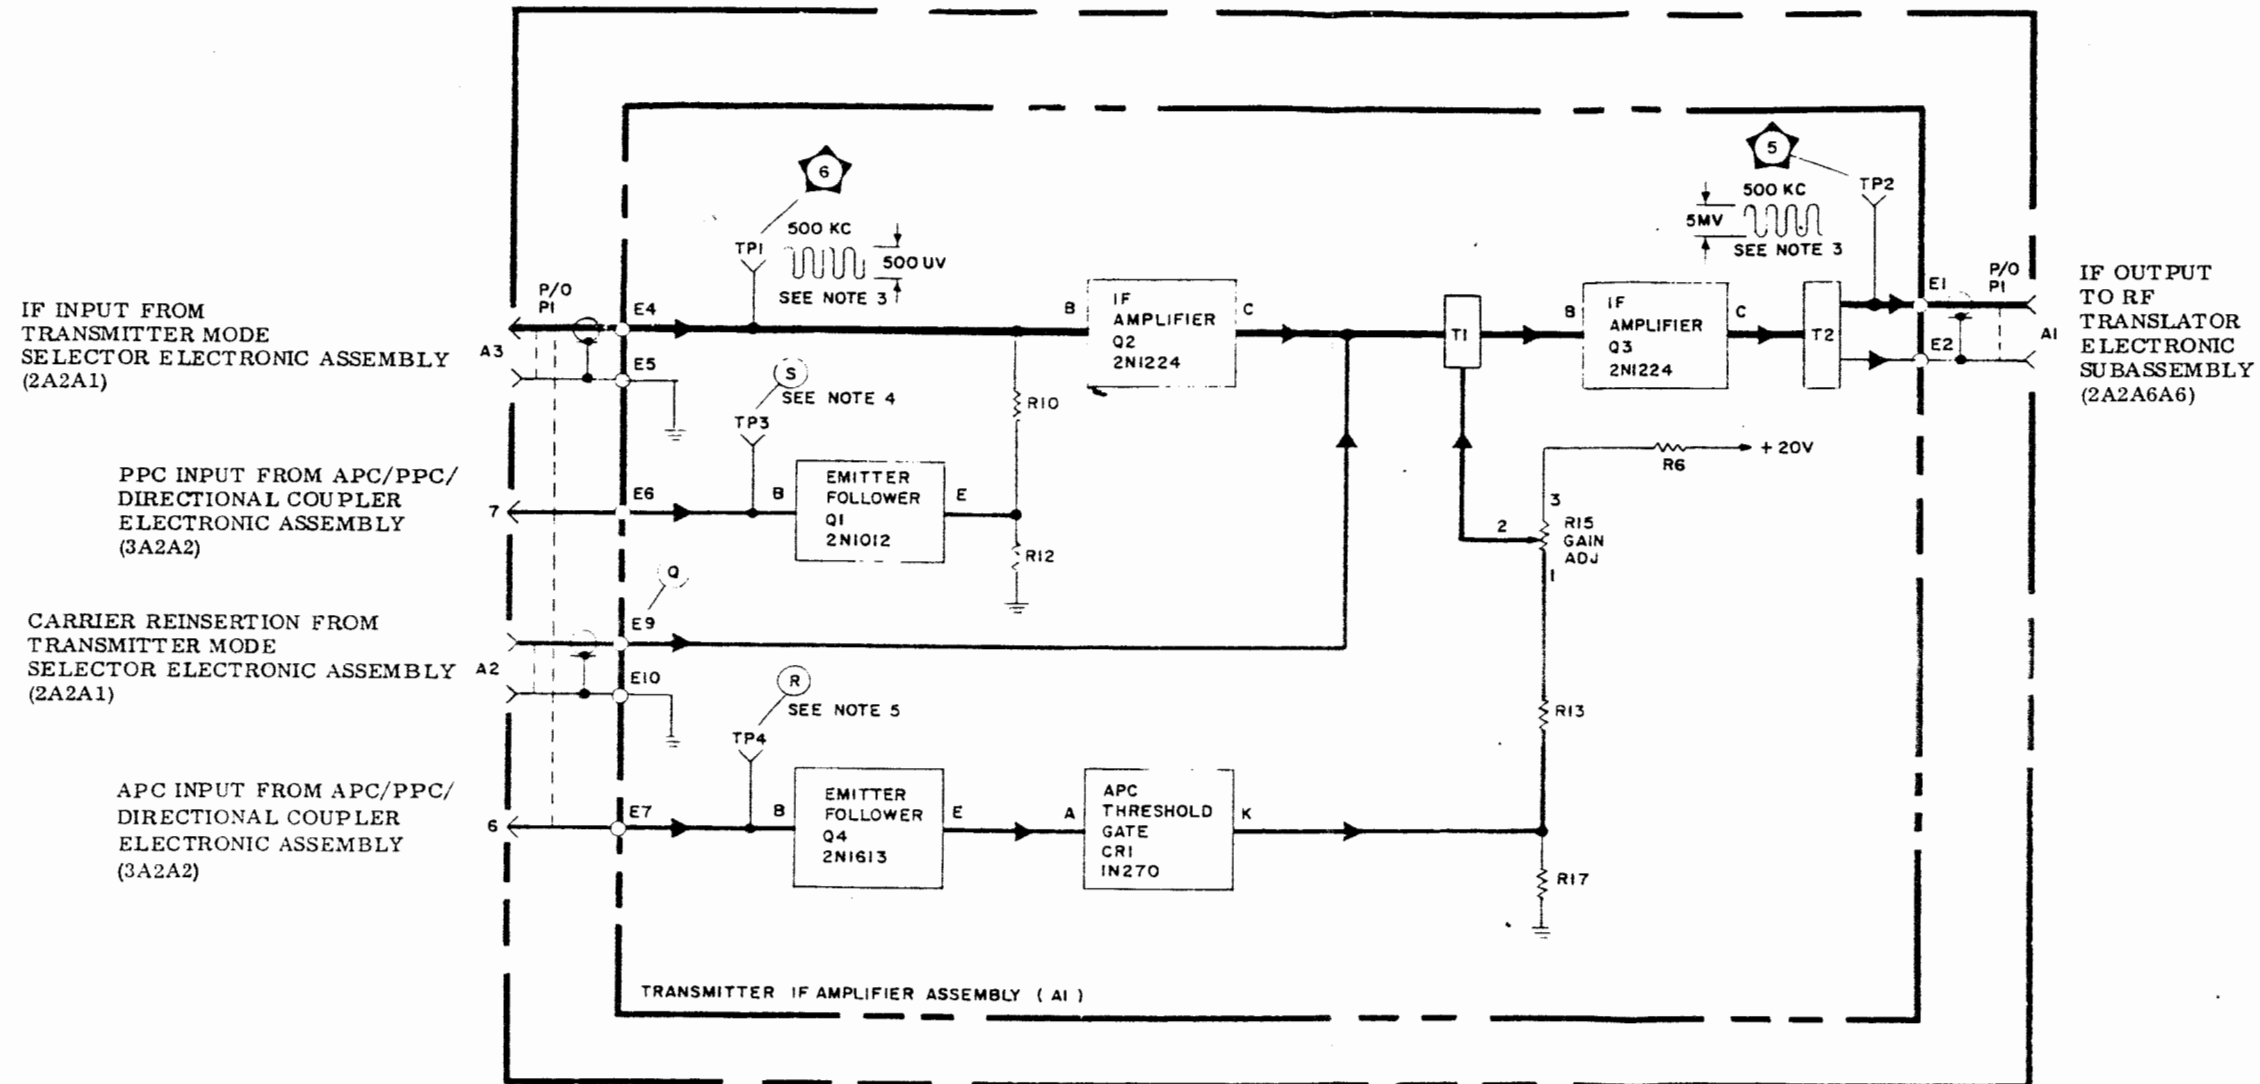 6
5
500 KC
TP2
500 KC
5MV
TP1
500 UV
SEE NOTE 3
SEE NOTE 3
IF INPUT FROM
TRANSMITTER MODE
SELECTOR ELECTRONIC ASSEMBLY
(2A2A1)
A3
P/O
P1
E4
E5
B
IF
AMPLIFIER
Q2
2N1224
C
T1
B
IF
AMPLIFIER
Q3
2N1224
C
T2
E1
E2
P/O
P1
A1
IF OUTPUT
TO RF
TRANSLATOR
ELECTRONIC
SUBASSEMBLY
(2A2A6A6)
S
SEE NOTE 4
TP3
R10
PPC INPUT FROM APC/PPC/
DIRECTIONAL COUPLER
ELECTRONIC ASSEMBLY
(3A2A2)
7
E6
B
EMITTER
FOLLOWER
Q1
2N1012
E
R12
R6
+ 20V
3
2
R15
GAIN
ADJ
1
Q
CARRIER REINSERTION FROM
TRANSMITTER MODE
SELECTOR ELECTRONIC ASSEMBLY
(2A2A1)
A2
E9
E10
R
SEE NOTE 5
TP4
R13
APC INPUT FROM APC/PPC/
DIRECTIONAL COUPLER
ELECTRONIC ASSEMBLY
(3A2A2)
6
E7
B
EMITTER
FOLLOWER
Q4
2N1613
E
A
APC
THRESHOLD
GATE
CR1
1N270
K
R17
TRANSMITTER IF AMPLIFIER ASSEMBLY ( A1 )